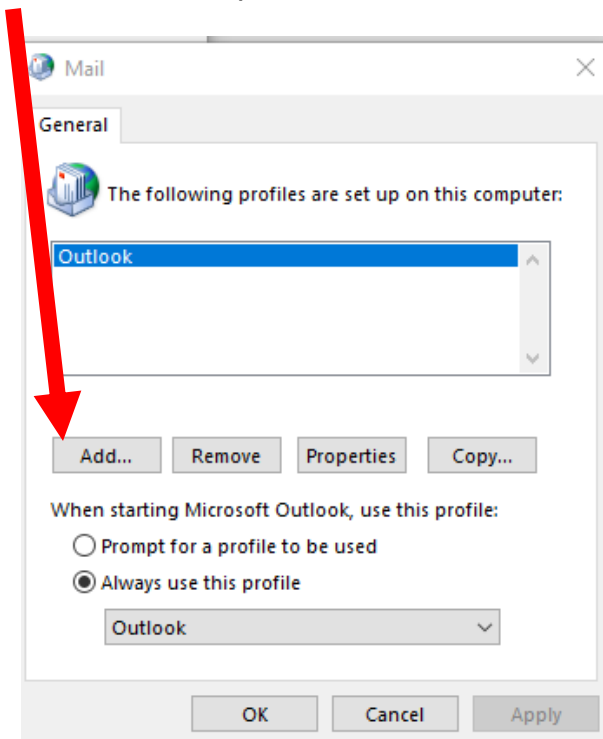 Mail
General
The following profiles are set up on this computer:
Outlook
Add... Remove Properties Copy...
When starting Microsoft Outlook, use this profile:
Prompt for a profile to be used
Always use this profile
Outlook
OK Cancel Apply